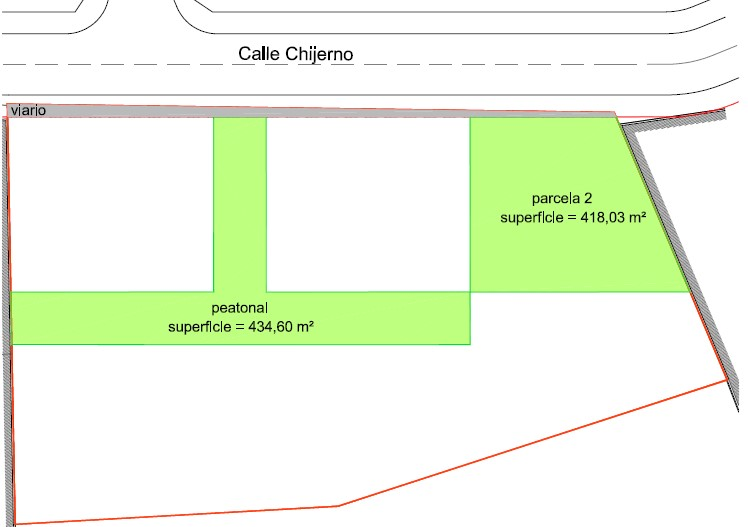 Calle Chijerno
viario
parcela 2
superficie = 418,03 m²
peatonal
superficie = 434,60 m²